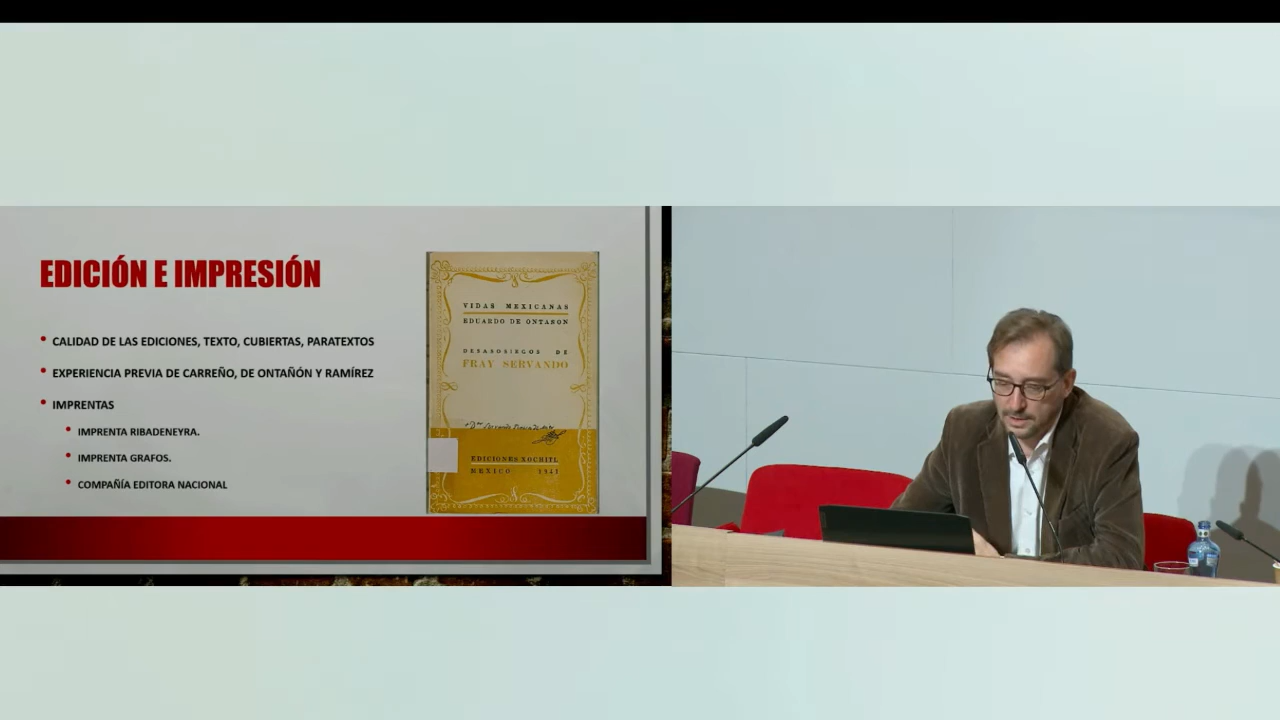 EDICIÓN E IMPRESIÓN
• CALIDAD DE LAS EDICIONES, TEXTO, CUBIERTAS, PARATEXTOS
• EXPERIENCIA PREVIA DE CARREÑO, DE ONTAÑÓN Y RAMÍREZ
• IMPRENTAS
• IMPRENTA RIBADENEYRA.
• IMPRENTA GRAFOS.
• COMPAÑÍA EDITORA NACIONAL
VIDAS MEXICANAS
EDUARDO DE ONTAÑON
DESASOSIEGOS DE
FRAY SERVANDO
EDICIONES XOCHITL
MEXICO 1941